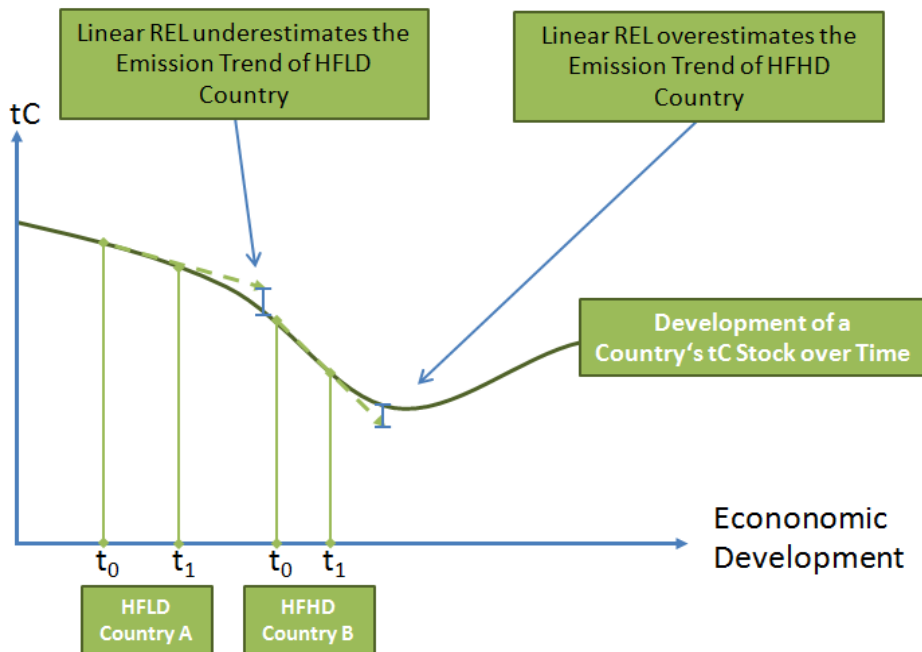 Linear REL underestimates the
Emission Trend of HFLD
Country
Linear REL overestimates the
Emission Trend of HFHD
Country
tC
Development of a
Country‘s tC Stock over Time
Econonomic
Development
t₀
t₁
t₀
t₁
HFLD
Country A
HFHD
Country B